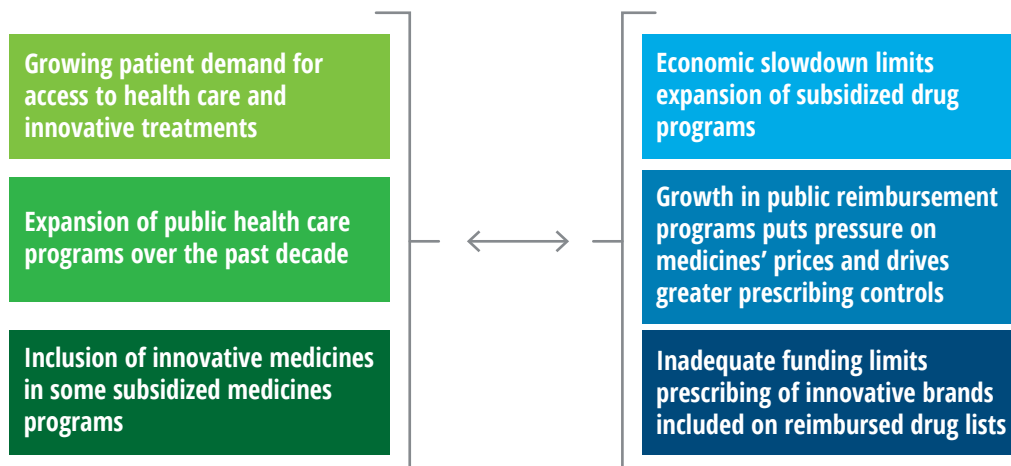 Growing patient demand for
access to health care and
innovative treatments
Expansion of public health care
programs over the past decade
Inclusion of innovative medicines
in some subsidized medicines
programs
Economic slowdown limits
expansion of subsidized drug
programs
Growth in public reimbursement
programs puts pressure on
medicines’ prices and drives
greater prescribing controls
Inadequate funding limits
prescribing of innovative brands
included on reimbursed drug lists